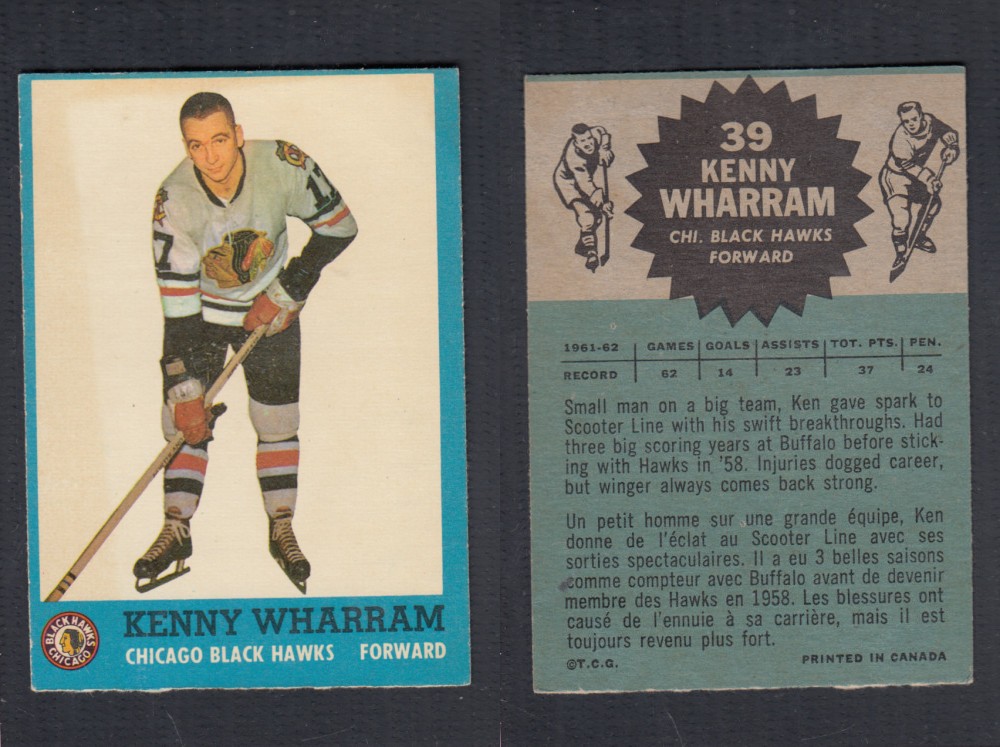 17
7
BLACK HAWKS
CHICAGO
KENNY WHARRAM
CHICAGO BLACK HAWKS FORWARD
39
KENNY
WHARRAM
CHI. BLACK HAWKS
FORWARD
1961-62 GAMES GOALS ASSISTS TOT. PTS. PEN.
RECORD 62 14 23 37 24
Small man on a big team, Ken gave spark to
Scooter Line with his swift breakthroughs. Had
three big scoring years at Buffalo before stick-
ing with Hawks in '58. Injuries dogged career,
but winger always comes back strong.
Un petit homme sur une grande équipe, Ken
donne de l'éclat au Scooter Line avec ses
sorties spectaculaires. Il a eu 3 belles saisons
comme compteur avec Buffalo avant de devenir
membre des Hawks en 1958. Les blessures ont
causé de l'ennuie à sa carrière, mais il est
toujours revenu plus fort.
©T.C.G. PRINTED IN CANADA